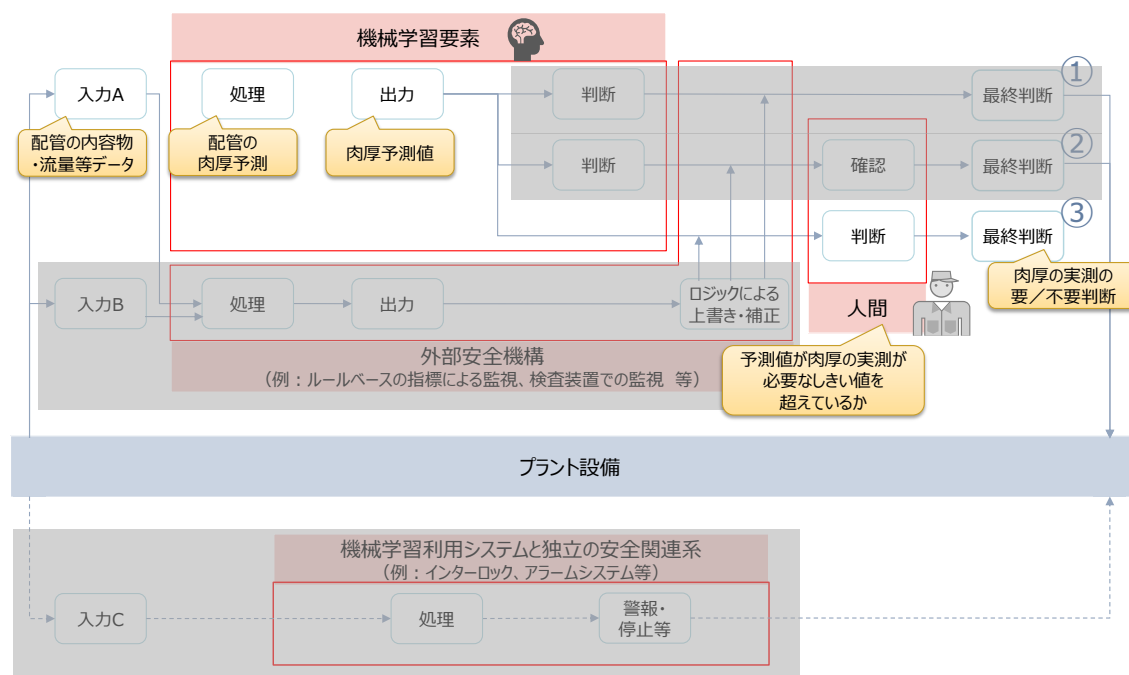 機械学習要素
入力A
処理
出力
判断
最終判断
①
配管の内容物
・流量等データ
配管の
肉厚予測
肉厚予測値
判断
確認
最終判断
②
判断
最終判断
③
肉厚の実測の
要／不要判断
入力B
処理
出力
ロジックによる
上書き・補正
人間
外部安全機構
（例：ルールベースの指標による監視、検査装置での監視 等）
予測値が肉厚の実測が
必要なしきい値を
超えているか
プラント設備
機械学習利用システムと独立の安全関連系
（例：インターロック、アラームシステム等）
入力C
処理
警報・
停止等